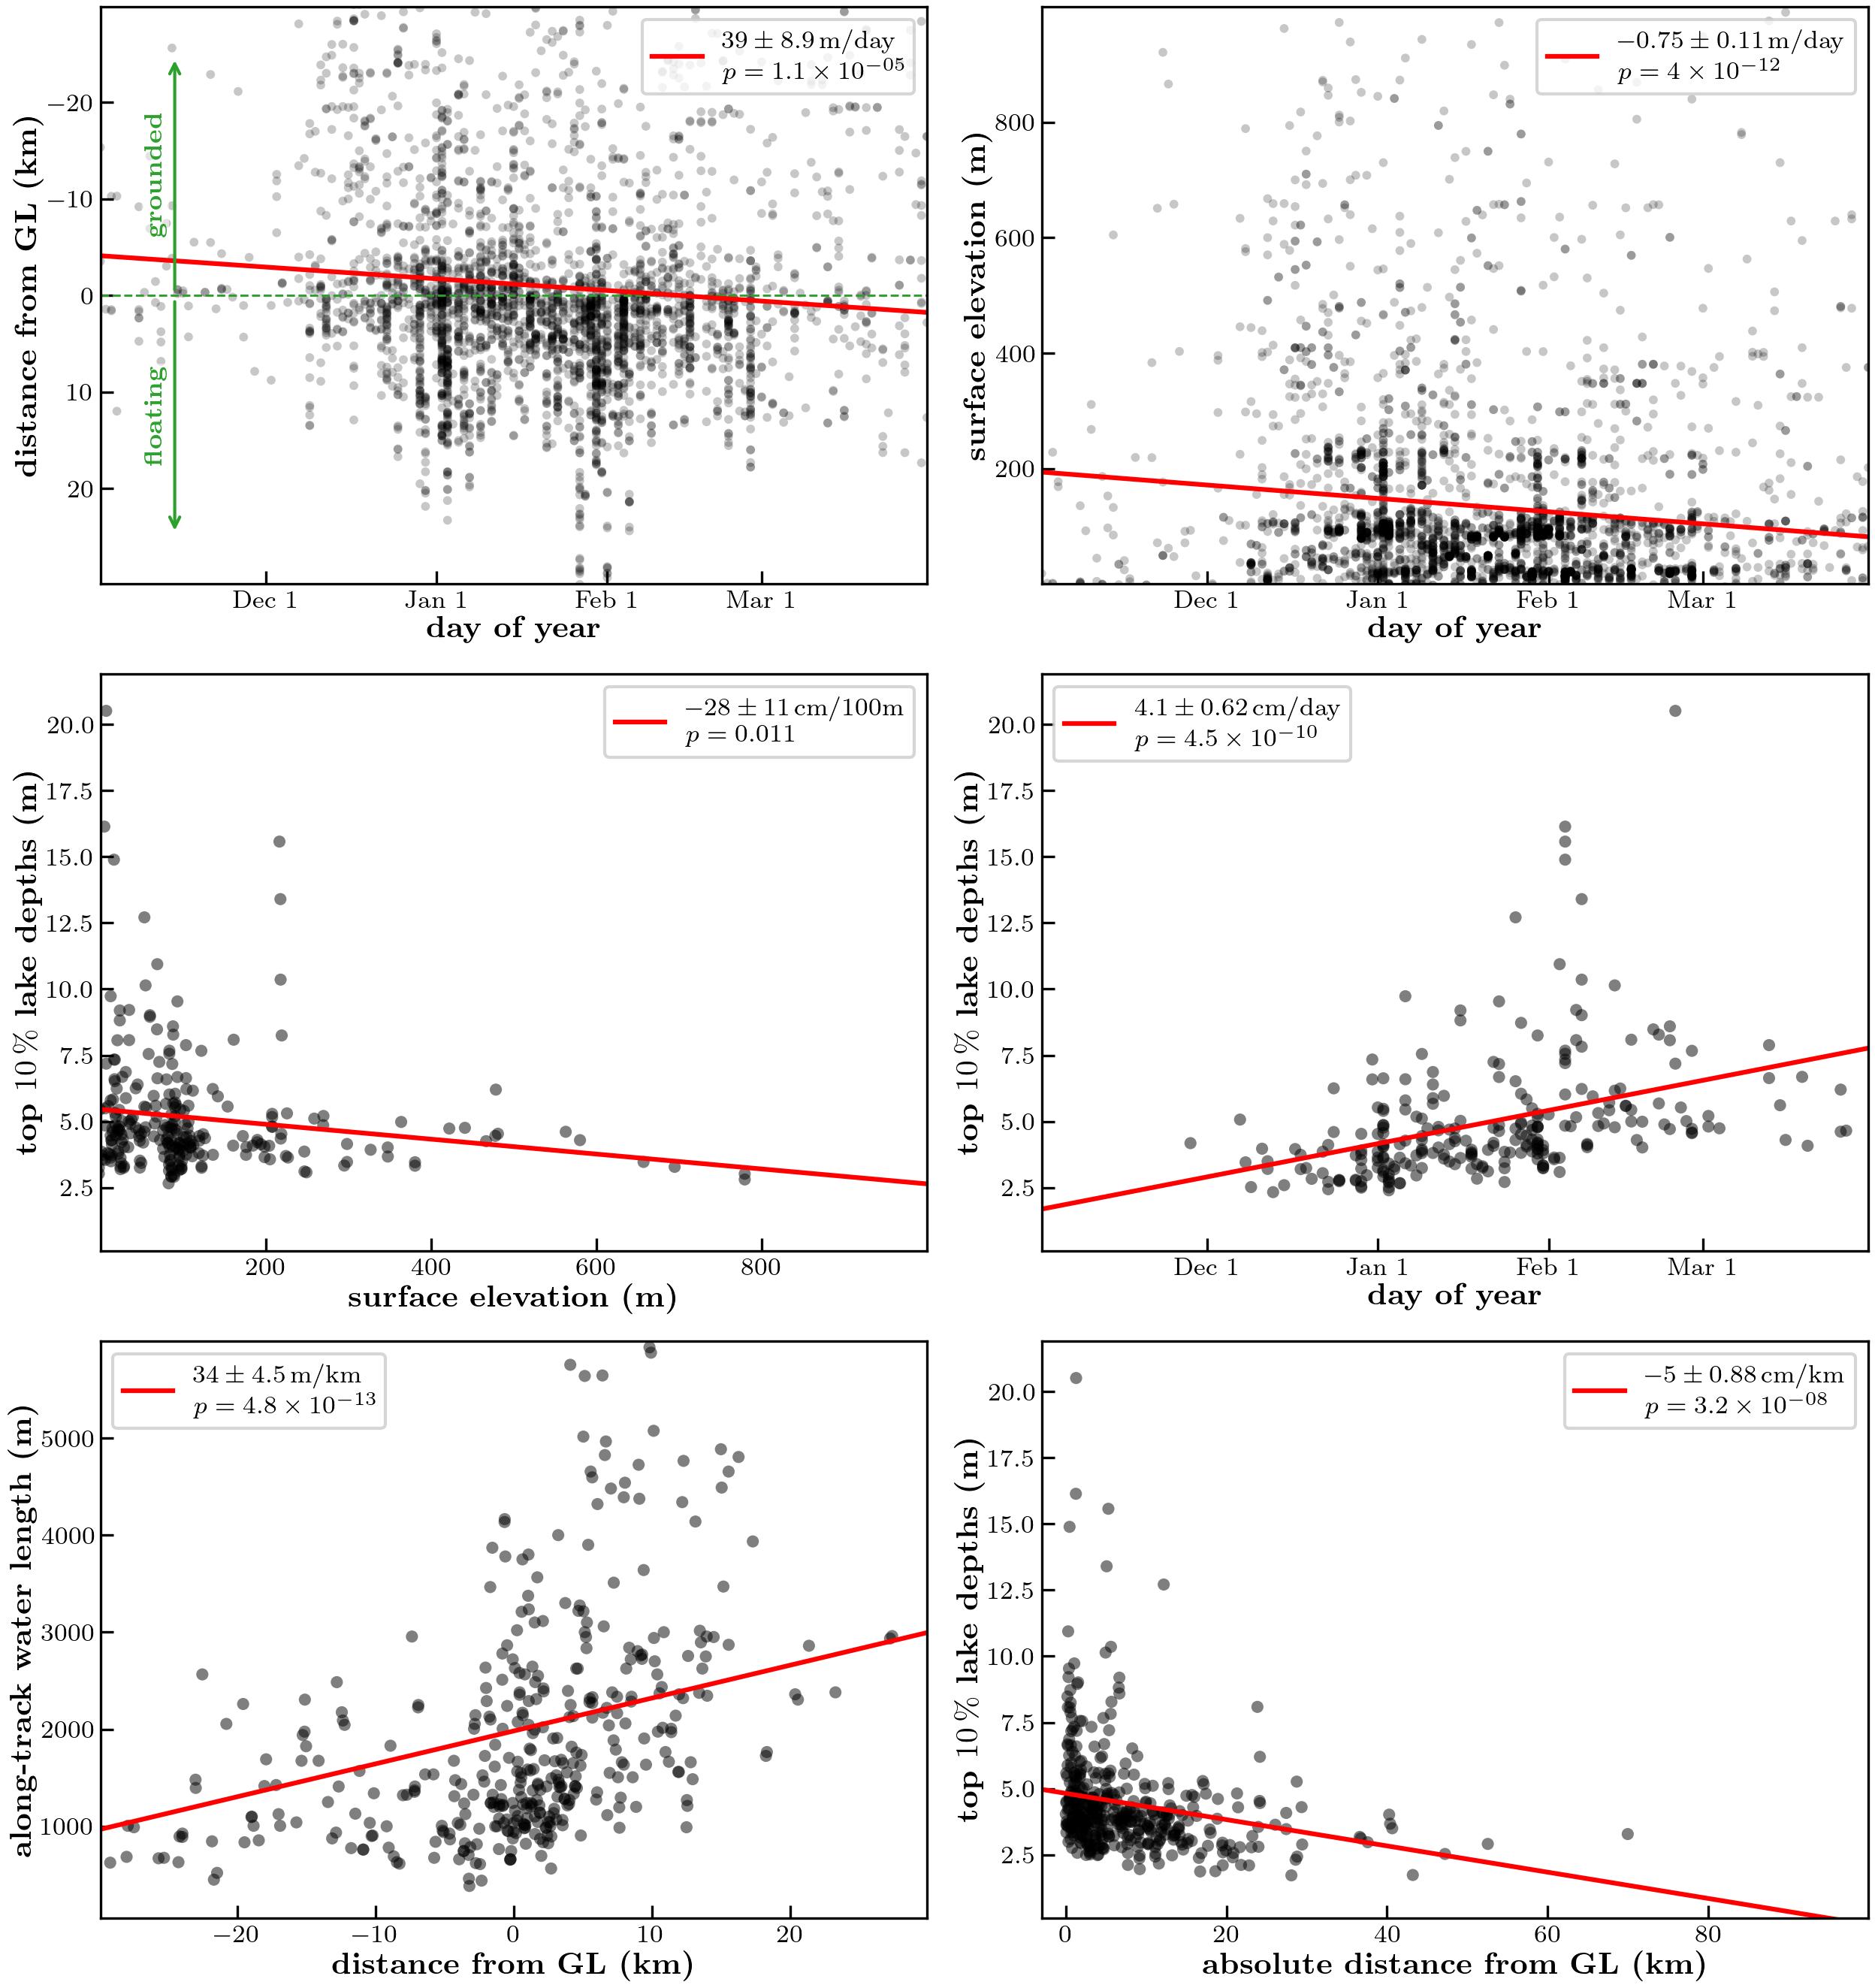 39 ± 8.9 m/day
p = 1.1 × 10⁻⁰⁵
grounded
floating
−20
−10
0
10
20
distance from GL (km)
Dec 1
Jan 1
Feb 1
Mar 1
day of year
−0.75 ± 0.11 m/day
p = 4 × 10⁻¹²
800
600
400
200
surface elevation (m)
Dec 1
Jan 1
Feb 1
Mar 1
day of year
−28 ± 11 cm/100m
p = 0.011
20.0
17.5
15.0
12.5
10.0
7.5
5.0
2.5
top 10% lake depths (m)
200
400
600
800
surface elevation (m)
4.1 ± 0.62 cm/day
p = 4.5 × 10⁻¹⁰
20.0
17.5
15.0
12.5
10.0
7.5
5.0
2.5
top 10% lake depths (m)
Dec 1
Jan 1
Feb 1
Mar 1
day of year
34 ± 4.5 m/km
p = 4.8 × 10⁻¹³
5000
4000
3000
2000
1000
along-track water length (m)
−20
−10
0
10
20
distance from GL (km)
−5 ± 0.88 cm/km
p = 3.2 × 10⁻⁰⁸
20.0
17.5
15.0
12.5
10.0
7.5
5.0
2.5
top 10% lake depths (m)
0
20
40
60
80
absolute distance from GL (km)